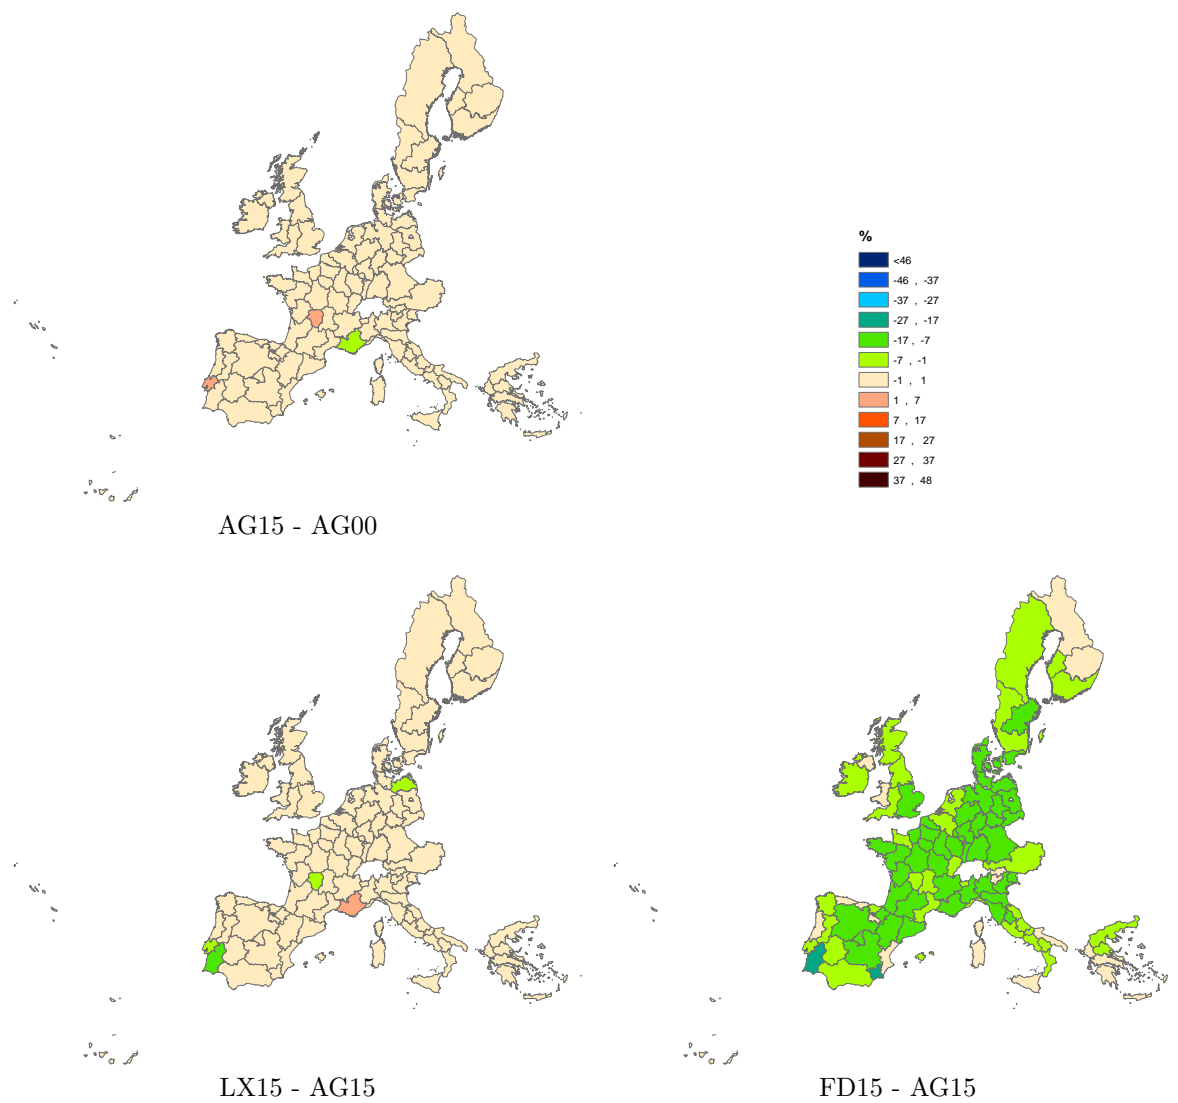 %
<46
-46 , -37
-37 , -27
-27 , -17
-17 , -7
-7 , -1
-1 , 1
1 , 7
7 , 17
17 , 27
27 , 37
37 , 48
AG15 - AG00
LX15 - AG15
FD15 - AG15